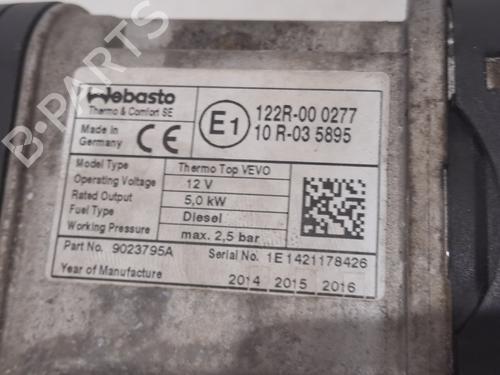 Webasto
Thermo & Comfort SE
Made in
Germany
CE
E1
122R-00 0277
10 R-03 5895
Model Type Thermo Top VEVO
Operating Voltage 12 V
Rated Output 5,0 kW
Fuel Type Diesel
Working Pressure max. 2,5 bar
Part No. 9023795A Serial No. 1E1421178426
Year of Manufacture 2014 2015 2016
B-PARTS